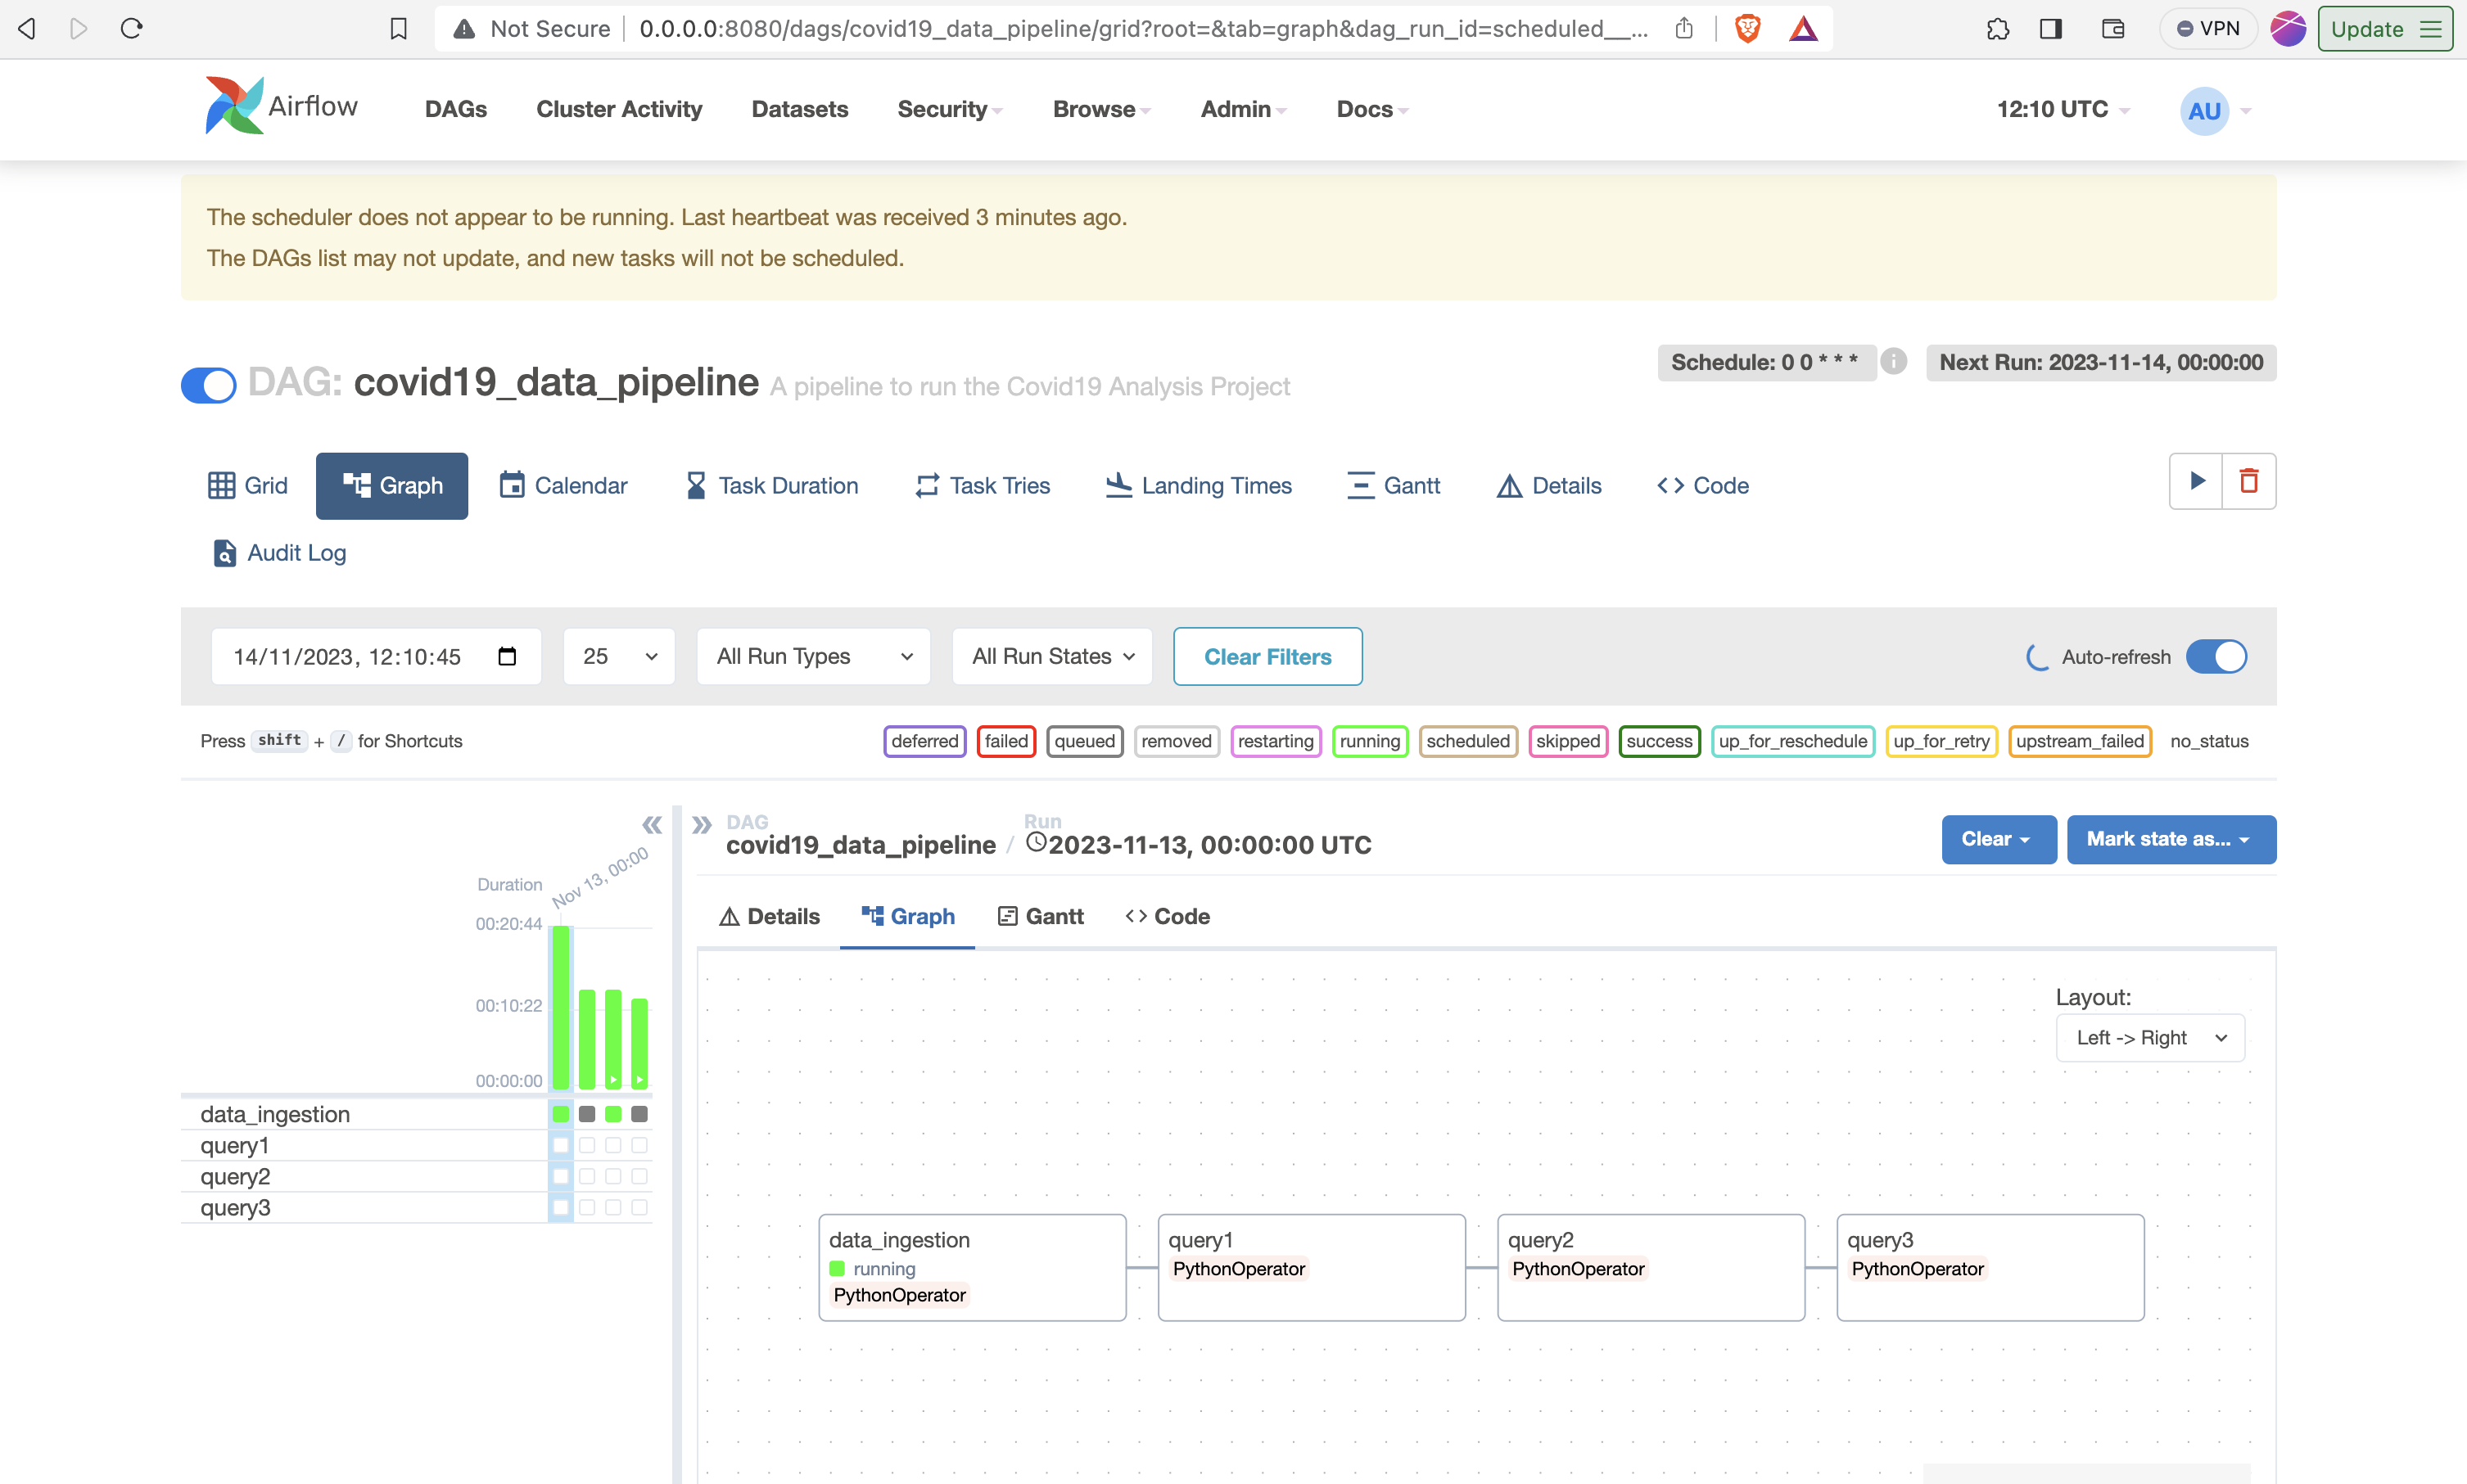 Not Secure
0.0.0.0:8080/dags/covid19_data_pipeline/grid?root=&tab=graph&dag_run_id=scheduled__...
VPN
Update
Airflow
DAGs
Cluster Activity
Datasets
Security
Browse
Admin
Docs
12:10 UTC
AU
The scheduler does not appear to be running. Last heartbeat was received 3 minutes ago.
The DAGs list may not update, and new tasks will not be scheduled.
Schedule: 0 0 * * *
i
Next Run: 2023-11-14, 00:00:00
DAG: covid19_data_pipeline A pipeline to run the Covid19 Analysis Project
Grid
Graph
Calendar
Task Duration
Task Tries
Landing Times
Gantt
Details
<> Code
Audit Log
14/11/2023, 12:10:45
25
All Run Types
All Run States
Clear Filters
Auto-refresh
Press shift + / for Shortcuts
deferred
failed
queued
removed
restarting
running
scheduled
skipped
success
up_for_reschedule
up_for_retry
upstream_failed
no_status
DAG
covid19_data_pipeline /
Run
2023-11-13, 00:00:00 UTC
Clear
Mark state as...
Nov 13, 00:00
Duration
00:20:44
00:10:22
00:00:00
data_ingestion
query1
query2
query3
Details
Graph
Gantt
<> Code
Layout:
Left -> Right
data_ingestion
running
PythonOperator
query1
PythonOperator
query2
PythonOperator
query3
PythonOperator